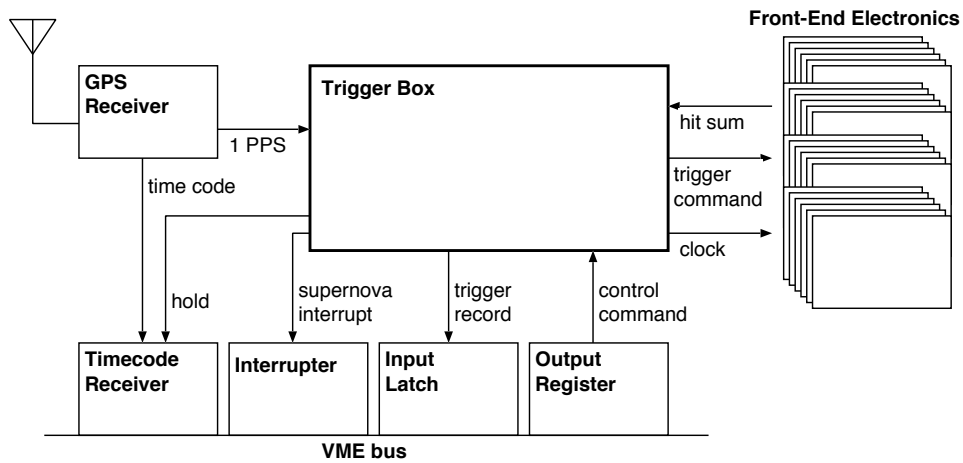 Front-End Electronics
GPS
Receiver
Trigger Box
hit sum
1 PPS
trigger
command
time code
clock
hold
supernova
interrupt
trigger
record
control
command
Timecode
Receiver
Interrupter
Input
Latch
Output
Register
VME bus